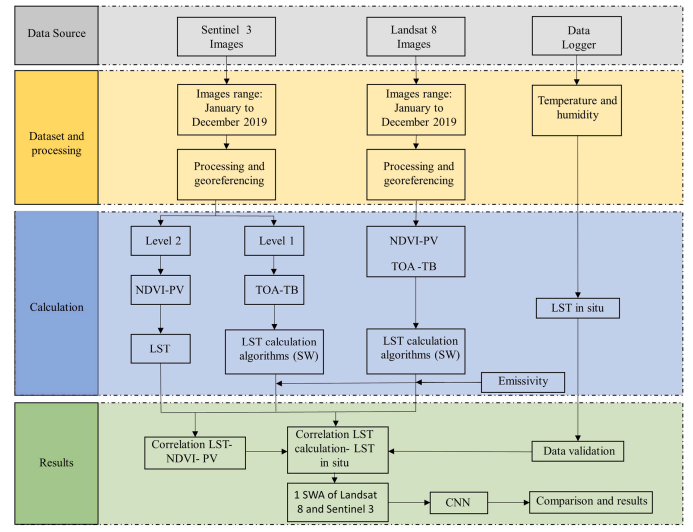 Data Source
Sentinel 3
Images
Landsat 8
Images
Data
Logger
Dataset and
processing
Images range:
January to
December 2019
Images range:
January to
December 2019
Temperature and
humidity
Processing and
georeferencing
Processing and
georeferencing
Calculation
Level 2
Level 1
NDVI-PV
TOA -TB
NDVI-PV
TOA-TB
LST in situ
LST
LST calculation
algorithms (SW)
LST calculation
algorithms (SW)
Emissivity
Results
Correlation LST-
NDVI- PV
Correlation LST
calculation- LST
in situ
Data validation
1 SWA of Landsat
8 and Sentinel 3
CNN
Comparison and results